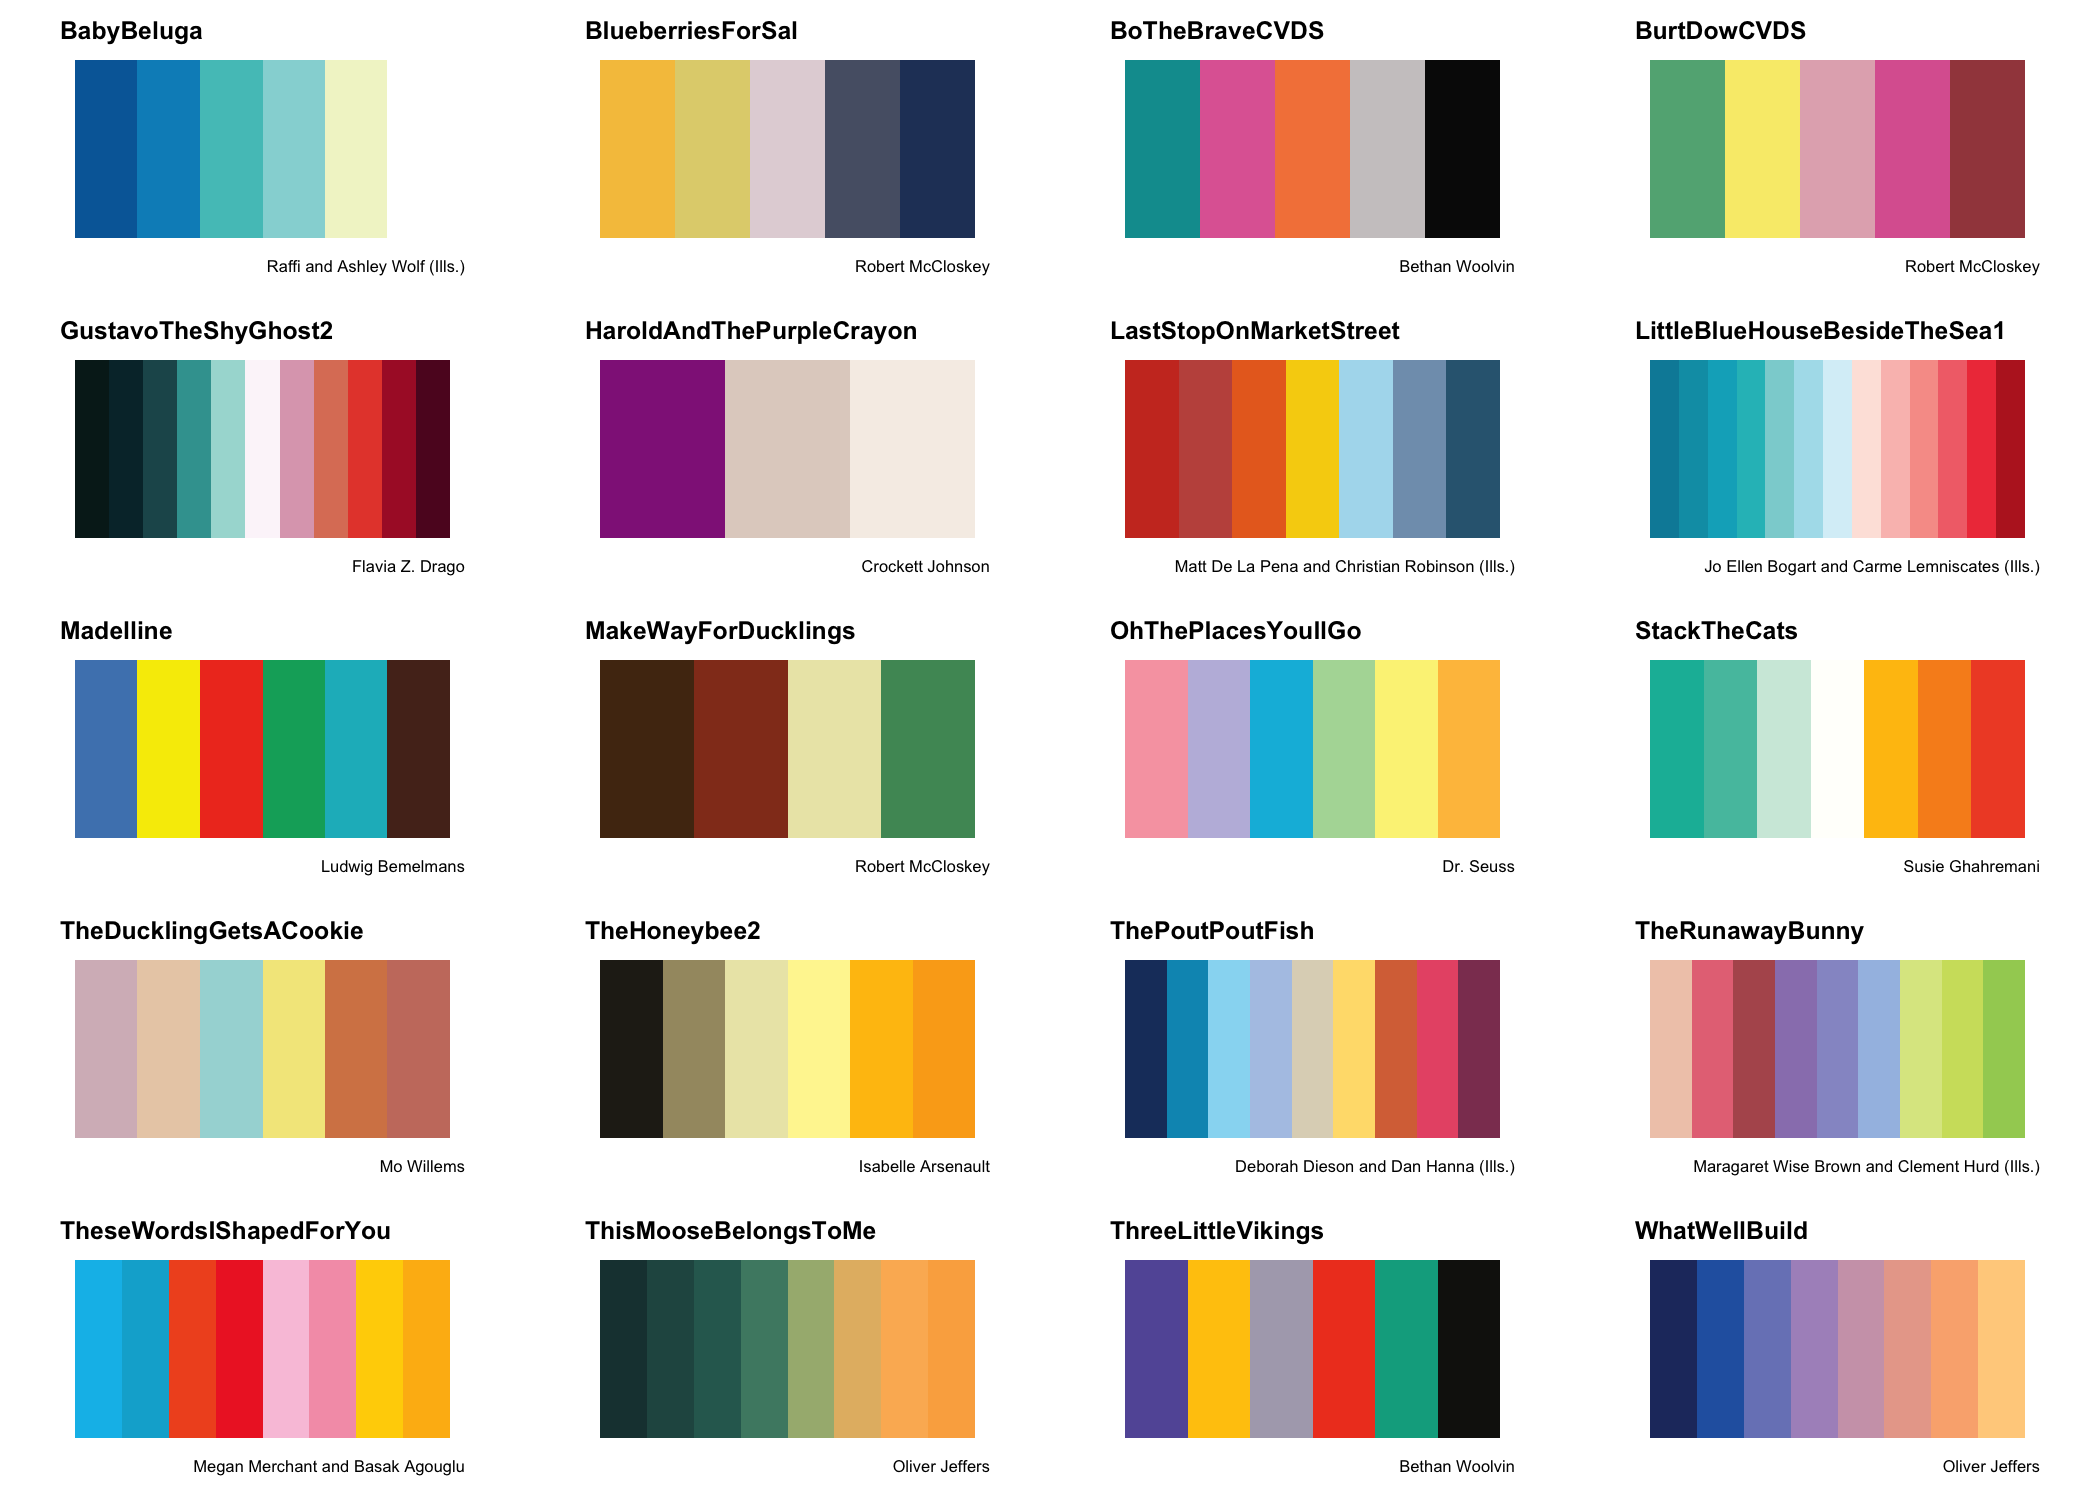 BabyBeluga
BlueberriesForSal
BoTheBraveCVDS
BurtDowCVDS
Raffi and Ashley Wolf (Ills.)
Robert McCloskey
Bethan Woolvin
Robert McCloskey
GustavoTheShyGhost2
HaroldAndThePurpleCrayon
LastStopOnMarketStreet
LittleBlueHouseBesideTheSea1
Flavia Z. Drago
Crockett Johnson
Matt De La Pena and Christian Robinson (Ills.)
Jo Ellen Bogart and Carme Lemniscates (Ills.)
Madelline
MakeWayForDucklings
OhThePlacesYoullGo
StackTheCats
Ludwig Bemelmans
Robert McCloskey
Dr. Seuss
Susie Ghahremani
TheDucklingGetsACookie
TheHoneybee2
ThePoutPoutFish
TheRunawayBunny
Mo Willems
Isabelle Arsenault
Deborah Dieson and Dan Hanna (Ills.)
Maragaret Wise Brown and Clement Hurd (Ills.)
TheseWordsIShapedForYou
ThisMooseBelongsToMe
ThreeLittleVikings
WhatWellBuild
Megan Merchant and Basak Agouglu
Oliver Jeffers
Bethan Woolvin
Oliver Jeffers